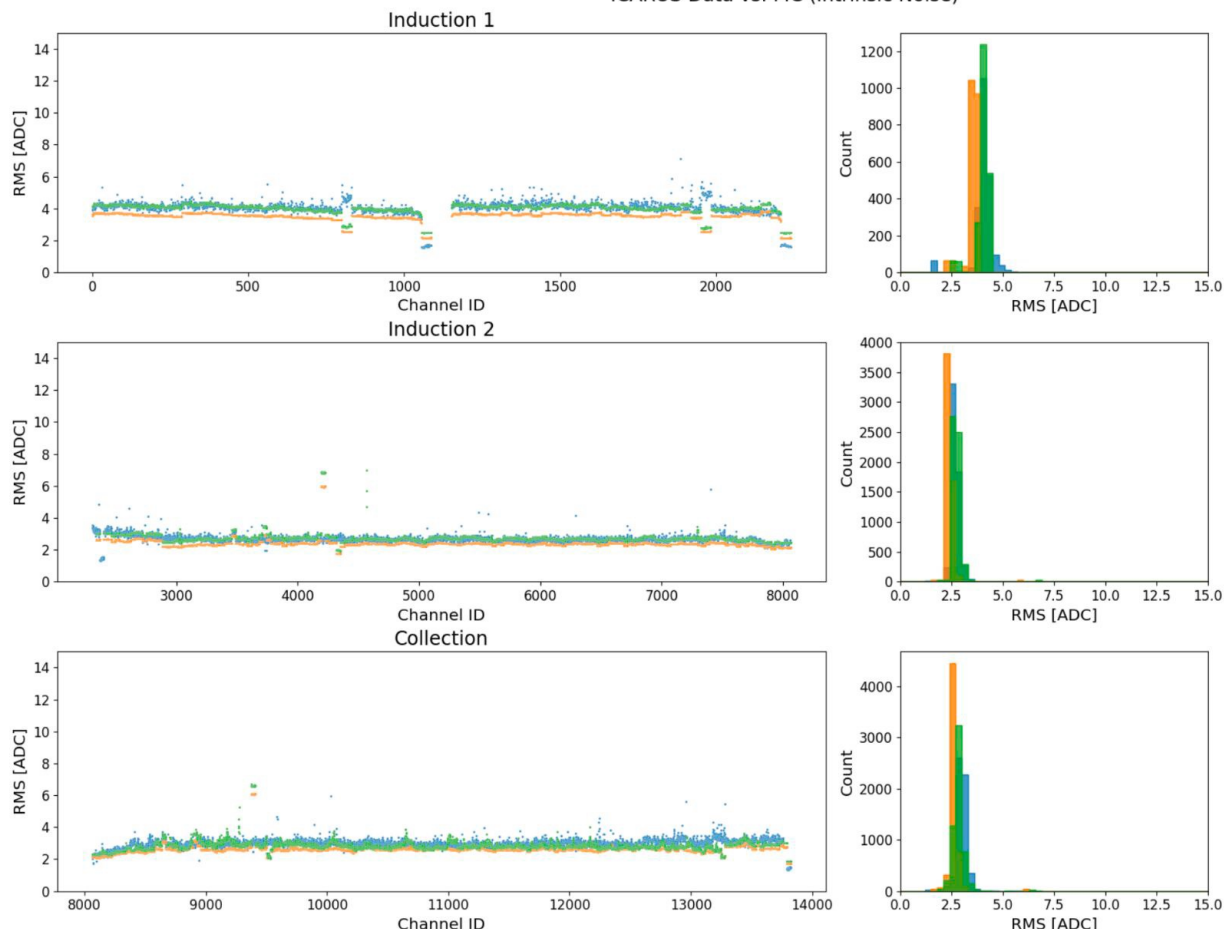 ICARUS Data vs. MC (Intrinsic Noise)
Induction 1
14
12
10
8
6
4
2
0
RMS [ADC]
0 500 1000 1500 2000
Channel ID
1200
1000
800
600
400
200
0
Count
0.0 2.5 5.0 7.5 10.0 12.5 15.0
RMS [ADC]
Induction 2
14
12
10
8
6
4
2
0
RMS [ADC]
3000 4000 5000 6000 7000 8000
Channel ID
4000
3500
3000
2500
2000
1500
1000
500
0
Count
0.0 2.5 5.0 7.5 10.0 12.5 15.0
RMS [ADC]
Collection
14
12
10
8
6
4
2
0
RMS [ADC]
8000 9000 10000 11000 12000 13000 14000
Channel ID
4000
3000
2000
1000
0
Count
0.0 2.5 5.0 7.5 10.0 12.5 15.0
RMS [ADC]